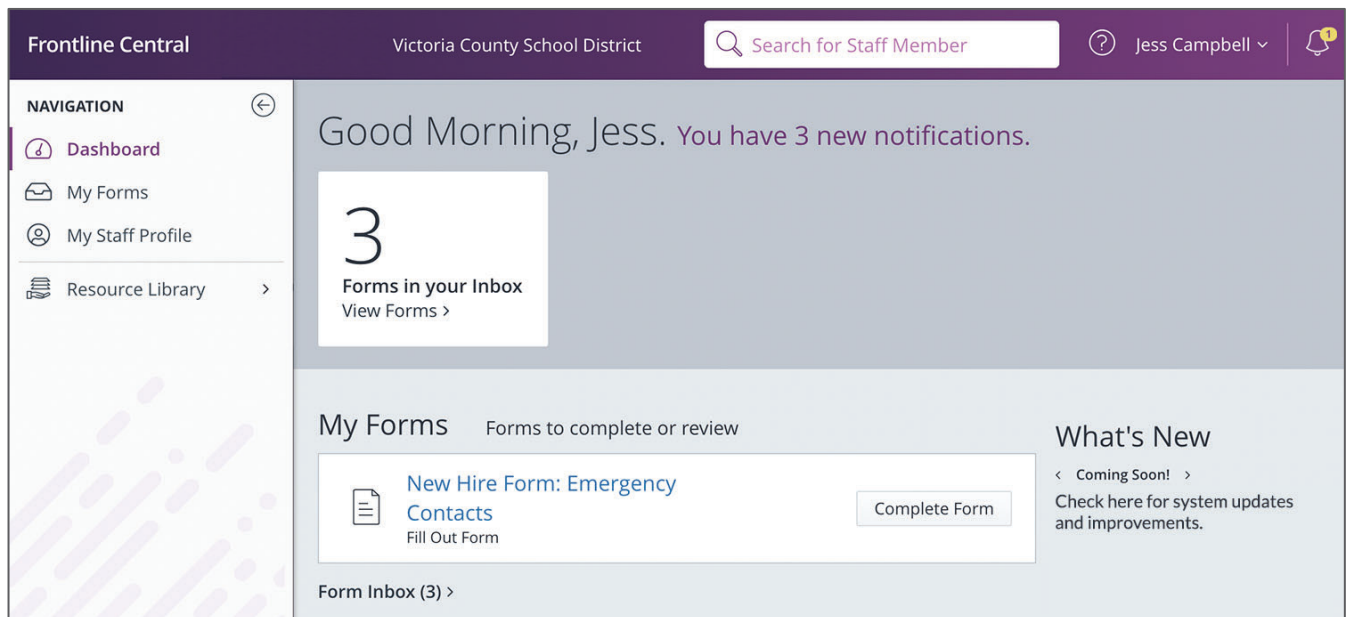 Frontline Central
Victoria County School District
Search for Staff Member
?
Jess Campbell
1
NAVIGATION
Dashboard
My Forms
My Staff Profile
Resource Library >
Good Morning, Jess. You have 3 new notifications.
3
Forms in your Inbox
View Forms >
My Forms Forms to complete or review
New Hire Form: Emergency
Contacts
Fill Out Form
Complete Form
Form Inbox (3) >
What's New
< Coming Soon! >
Check here for system updates
and improvements.